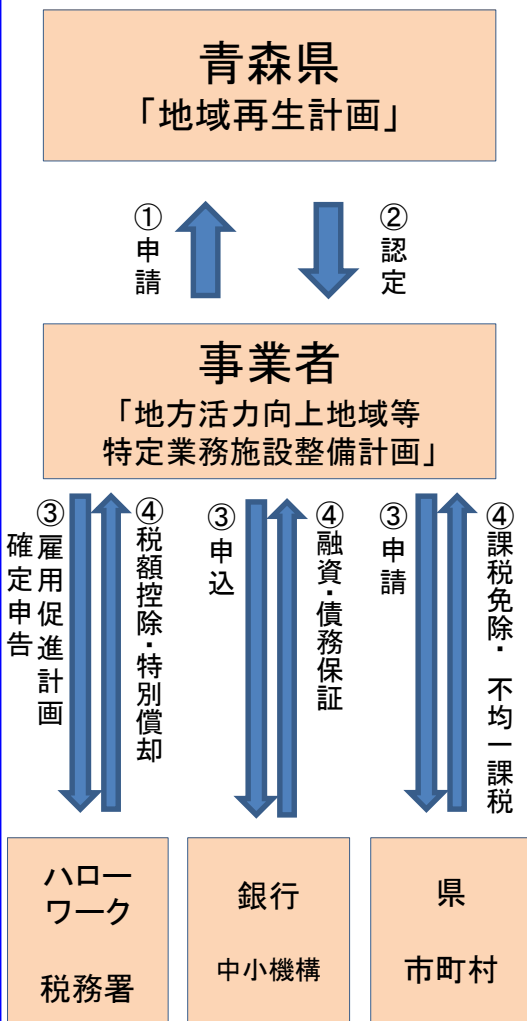 青森県
「地域再生計画」
①申請
②認定
事業者
「地方活力向上地域等
特定業務施設整備計画」
③雇用促進計画
確定申告
④税額控除・特別償却
③申込
④融資・債務保証
③申請
④課税免除・不均一課税
ハロー
ワーク
税務署
銀行
中小機構
県
市町村